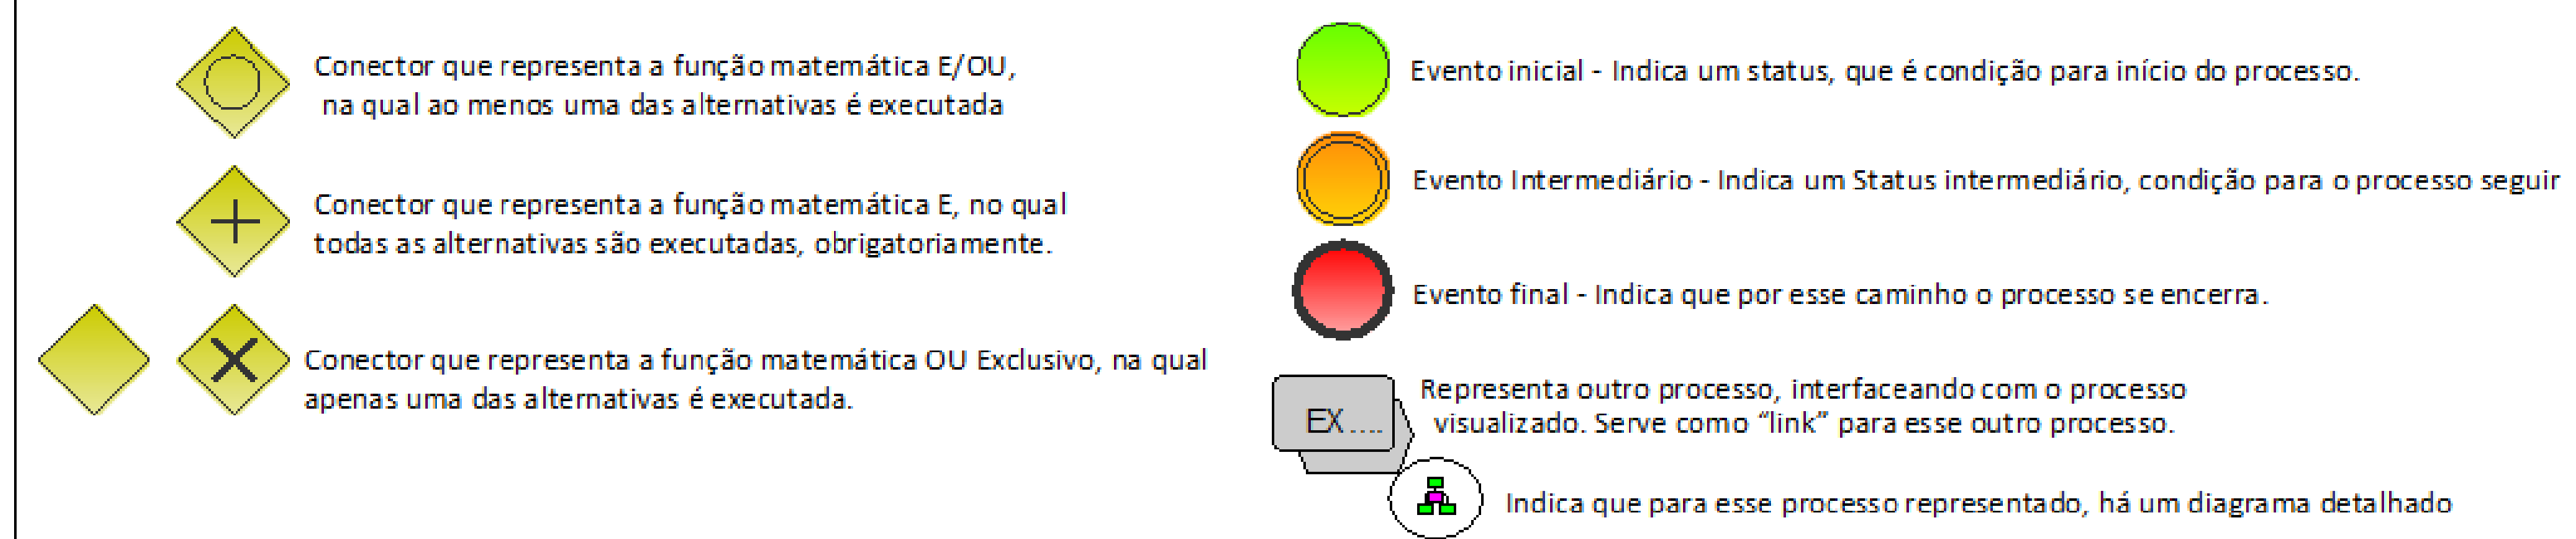 Conector que representa a função matemática E/OU,
na qual ao menos uma das alternativas é executada
Conector que representa a função matemática E, no qual
todas as alternativas são executadas, obrigatoriamente.
Conector que representa a função matemática OU Exclusivo, na qual
apenas uma das alternativas é executada.
Evento inicial - Indica um status, que é condição para início do processo.
Evento Intermediário - Indica um Status intermediário, condição para o processo seguir
Evento final - Indica que por esse caminho o processo se encerra.
EX....
Representa outro processo, interfaceando com o processo
visualizado. Serve como “link” para esse outro processo.
Indica que para esse processo representado, há um diagrama detalhado